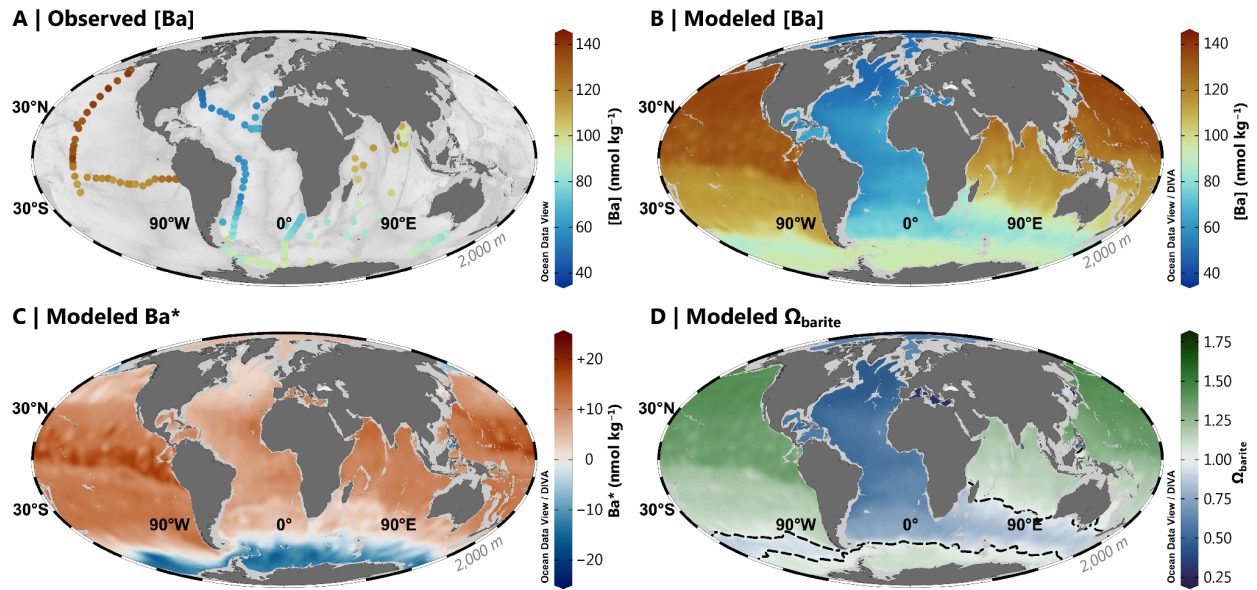 A | Observed [Ba]
30°N
30°S
90°W
0°
90°E
2,000 m
Ocean Data View
140
120
100
80
60
40
[Ba] (nmol kg⁻¹)
B | Modeled [Ba]
30°N
30°S
90°W
0°
90°E
2,000 m
Ocean Data View / DIVA
140
120
100
80
60
40
[Ba] (nmol kg⁻¹)
C | Modeled Ba*
30°N
30°S
90°W
0°
90°E
2,000 m
Ocean Data View / DIVA
+20
+10
0
−10
−20
Ba* (nmol kg⁻¹)
D | Modeled Ωbarite
30°N
30°S
90°W
0°
90°E
2,000 m
Ocean Data View / DIVA
1.75
1.50
1.25
1.00
0.75
0.50
0.25
Ωbarite